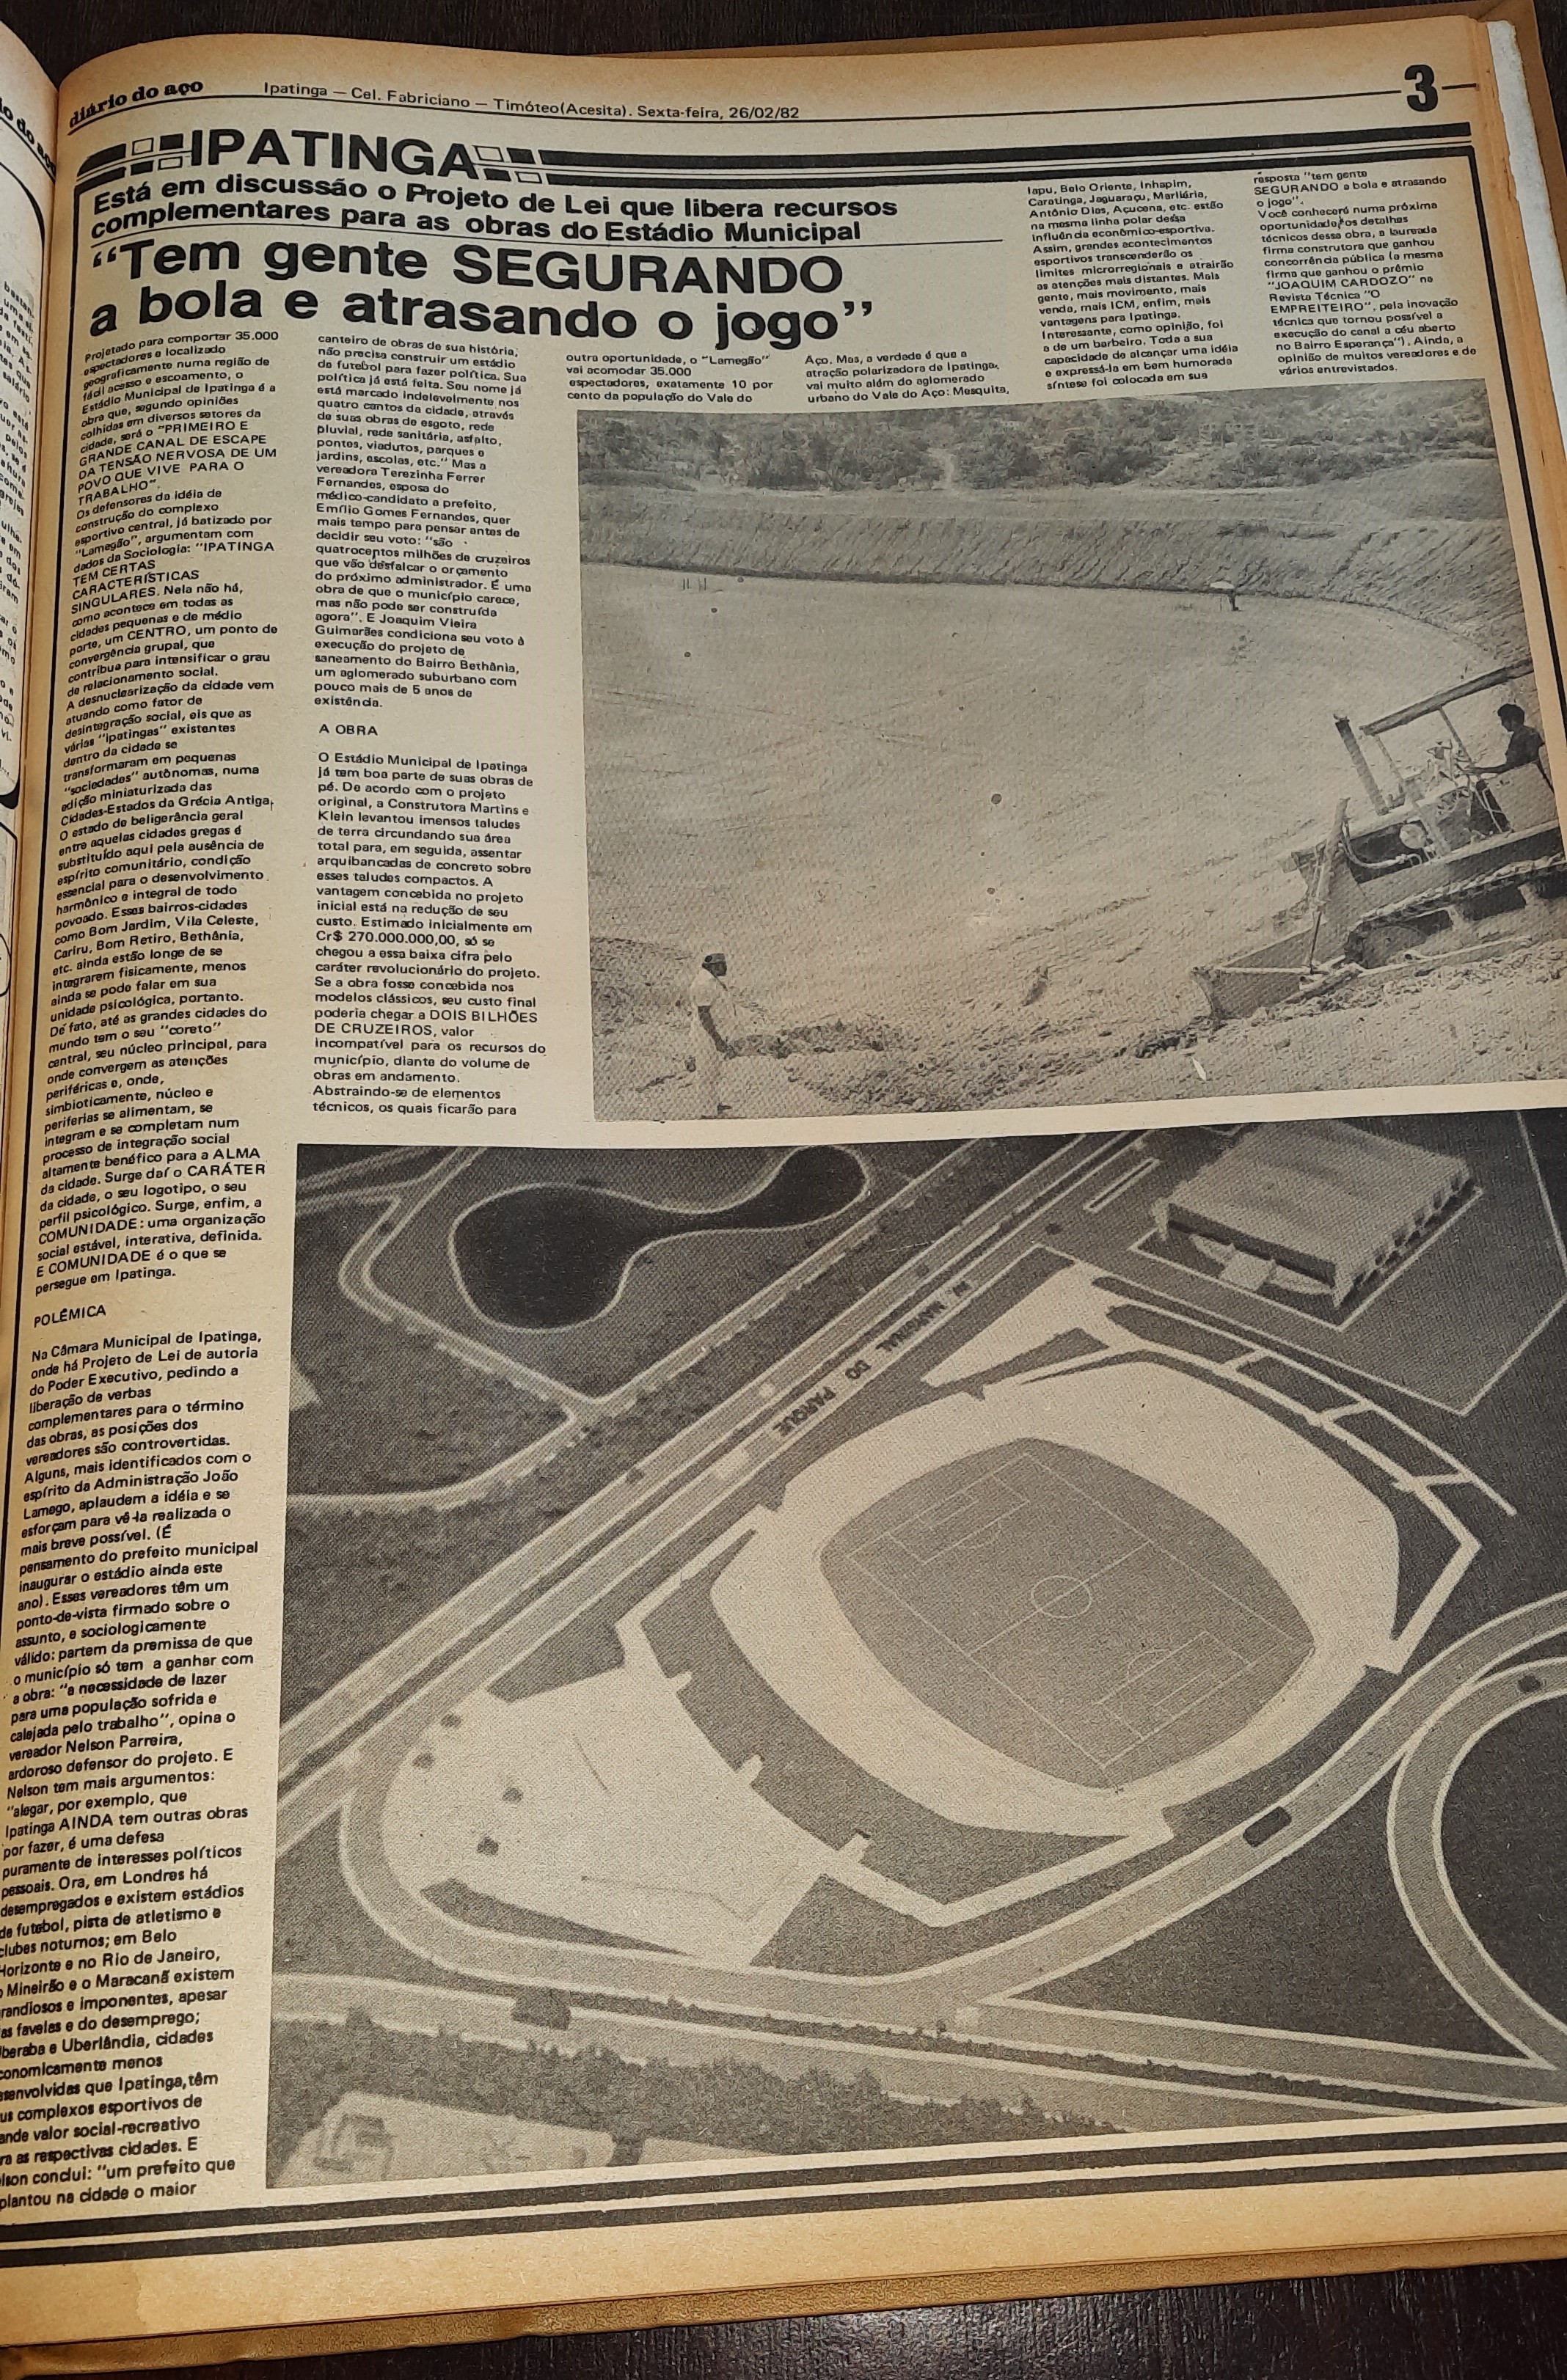 diário do aço
Ipatinga — Cel. Fabriciano — Timóteo(Acesita). Sexta-feira, 26/02/82
3
IPATINGA
Está em discussão o Projeto de Lei que libera recursos
complementares para as obras do Estádio Municipal
“Tem gente SEGURANDO
a bola e atrasando o jogo”
Projetado para comportar 35.000
espectadores e localizado
geograficamente numa região de
fácil acesso e escoamento, o
Estádio Municipal de Ipatinga é a
obra que, segundo opiniões
colhidas em diversos setores da
cidade, será o "PRIMEIRO E
GRANDE CANAL DE ESCAPE
DA TENSÃO NERVOSA DE UM
POVO QUE VIVE PARA O
TRABALHO".
Os defensores da idéia de
construção do complexo
esportivo central, já batizado por
"Lamegão", argumentam com
dados da Sociologia: "IPATINGA
TEM CERTAS
CARACTERÍSTICAS
SINGULARES. Nela não há,
como acontece em todas as
cidades pequenas e de médio
porte, um CENTRO, um ponto de
convergência grupal, que
contribua para intensificar o grau
de relacionamento social.
A desnuclearização da cidade vem
atuando como fator de
desintegração social, eis que as
várias "ipatingas" existentes
dentro da cidade se
transformaram em pequenas
"sociedades" autônomas, numa
edição miniaturizada das
Cidades-Estados da Grécia Antiga.
O estado de beligerância geral
entre aquelas cidades gregas é
substituído aqui pela ausência de
espírito comunitário, condição
essencial para o desenvolvimento
harmônico e integral de todo
povoado. Esses bairros-cidades
como Bom Jardim, Vila Celeste,
Cariru, Bom Retiro, Bethânia,
etc. ainda estão longe de se
integrarem fisicamente, menos
ainda se pode falar em sua
unidade psicológica, portanto.
De fato, até as grandes cidades do
mundo tem o seu "coreto"
central, seu núcleo principal, para
onde convergem as atenções
periféricas e, onde,
simbioticamente, núcleo e
periferias se alimentam, se
integram e se completam num
processo de integração social
altamente benéfico para a ALMA
da cidade. Surge daí o CARÁTER
da cidade, o seu logotipo, o seu
perfil psicológico. Surge, enfim, a
COMUNIDADE: uma organização
social estável, interativa, definida.
E COMUNIDADE é o que se
persegue em Ipatinga.
POLÊMICA
Na Câmara Municipal de Ipatinga,
onde há Projeto de Lei de autoria
do Poder Executivo, pedindo a
liberação de verbas
complementares para o término
das obras, as posições dos
vereadores são controvertidas.
Alguns, mais identificados com o
espírito da Administração João
Lamego, aplaudem a idéia e se
esforçam para vê-la realizada o
mais breve possível. (É
pensamento do prefeito municipal
inaugurar o estádio ainda este
ano). Esses vereadores têm um
ponto-de-vista firmado sobre o
assunto, e sociologicamente
válido: partem da premissa de que
o município só tem a ganhar com
a obra: "a necessidade de lazer
para uma população sofrida e
calejada pelo trabalho", opina o
vereador Nelson Parreira,
ardoroso defensor do projeto. E
Nelson tem mais argumentos:
"alegar, por exemplo, que
Ipatinga AINDA tem outras obras
por fazer, é uma defesa
puramente de interesses políticos
pessoais. Ora, em Londres há
desempregados e existem estádios
de futebol, pista de atletismo e
clubes noturnos; em Belo
Horizonte e no Rio de Janeiro,
o Mineirão e o Maracanã existem
randiosos e imponentes, apesar
as favelas e do desemprego;
beraba e Uberlândia, cidades
conomicamente menos
senvolvidas que Ipatinga, têm
us complexos esportivos de
ande valor social-recreativo
ra as respectivas cidades. E
lson conclui: "um prefeito que
plantou na cidade o maior
canteiro de obras de sua história,
não precisa construir um estádio
de futebol para fazer política. Sua
política já está feita. Seu nome já
está marcado indelevelmente nos
quatro cantos da cidade, através
de suas obras de esgoto, rede
pluvial, rede sanitária, asfalto,
pontes, viadutos, parques e
jardins, escolas, etc." Mas a
vereadora Terezinha Ferrer
Fernandes, esposa do
médico-candidato a prefeito,
Emílio Gomes Fernandes, quer
mais tempo para pensar antes de
decidir seu voto: "são
quatrocentos milhões de cruzeiros
que vão desfalcar o orçamento
do próximo administrador. É uma
obra de que o município carece,
mas não pode ser construída
agora". E Joaquim Vieira
Guimarães condiciona seu voto à
execução do projeto de
saneamento do Bairro Bethânia,
um aglomerado suburbano com
pouco mais de 5 anos de
existência.
A OBRA
O Estádio Municipal de Ipatinga
já tem boa parte de suas obras de
pé. De acordo com o projeto
original, a Construtora Martins e
Klein levantou imensos taludes
de terra circundando sua área
total para, em seguida, assentar
arquibancadas de concreto sobre
esses taludes compactos. A
vantagem concebida no projeto
inicial está na redução de seu
custo. Estimado inicialmente em
Cr$ 270.000.000,00, só se
chegou a essa baixa cifra pelo
caráter revolucionário do projeto.
Se a obra fosse concebida nos
modelos clássicos, seu custo final
poderia chegar a DOIS BILHÕES
DE CRUZEIROS, valor
incompatível para os recursos do
município, diante do volume de
obras em andamento.
Abstraindo-se de elementos
técnicos, os quais ficarão para
outra oportunidade, o "Lamegão"
vai acomodar 35.000
espectadores, exatamente 10 por
cento da população do Vale do
Aço. Mas, a verdade é que a
atração polarizadora de Ipatinga,
vai muito além do aglomerado
urbano do Vale do Aço: Mesquita,
Iapu, Belo Oriente, Inhapim,
Caratinga, Jaguaraçu, Marilária,
Antônio Dias, Açucena, etc. estão
na mesma linha polar dessa
influência econômico-esportiva.
Assim, grandes acontecimentos
esportivos transcenderão os
limites microrregionais e atrairão
as atenções mais distantes. Mais
gente, mais movimento, mais
venda, mais ICM, enfim, mais
vantagens para Ipatinga.
Interessante, como opinião, foi
a de um barbeiro. Toda a sua
capacidade de alcançar uma idéia
e expressá-la em bem humorada
síntese foi colocada em sua
resposta "tem gente
SEGURANDO a bola e atrasando
o jogo".
Você conhecerá numa próxima
oportunidade, os detalhes
técnicos dessa obra, a laureada
firma construtora que ganhou
concorrência pública (a mesma
firma que ganhou o prêmio
"JOAQUIM CARDOZO" na
Revista Técnica "O
EMPREITEIRO", pela inovação
técnica que tornou possível a
execução do canal a céu aberto
no Bairro Esperança"). Ainda, a
opinião de muitos vereadores e de
vários entrevistados.
AV MARGINAL DO PARQUE